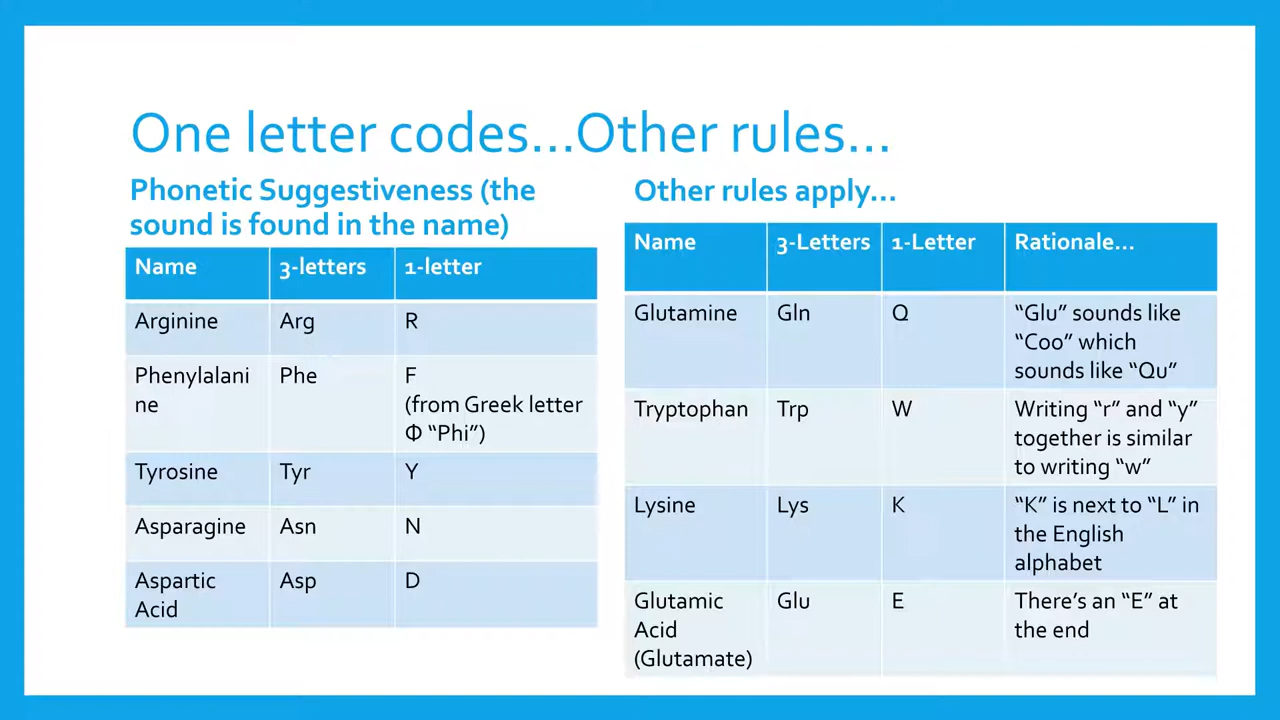 One letter codes...Other rules...
Phonetic Suggestiveness (the
sound is found in the name)
Name 3-letters 1-letter
Arginine Arg R
Phenylalani Phe F
ne (from Greek letter
Φ “Phi”)
Tyrosine Tyr Y
Asparagine Asn N
Aspartic Asp D
Acid
Other rules apply...
Name 3-Letters 1-Letter Rationale...
Glutamine Gln Q “Glu” sounds like
“Coo” which
sounds like “Qu”
Tryptophan Trp W Writing “r” and “y”
together is similar
to writing “w”
Lysine Lys K “K” is next to “L” in
the English
alphabet
Glutamic Glu E There’s an “E” at
Acid the end
(Glutamate)